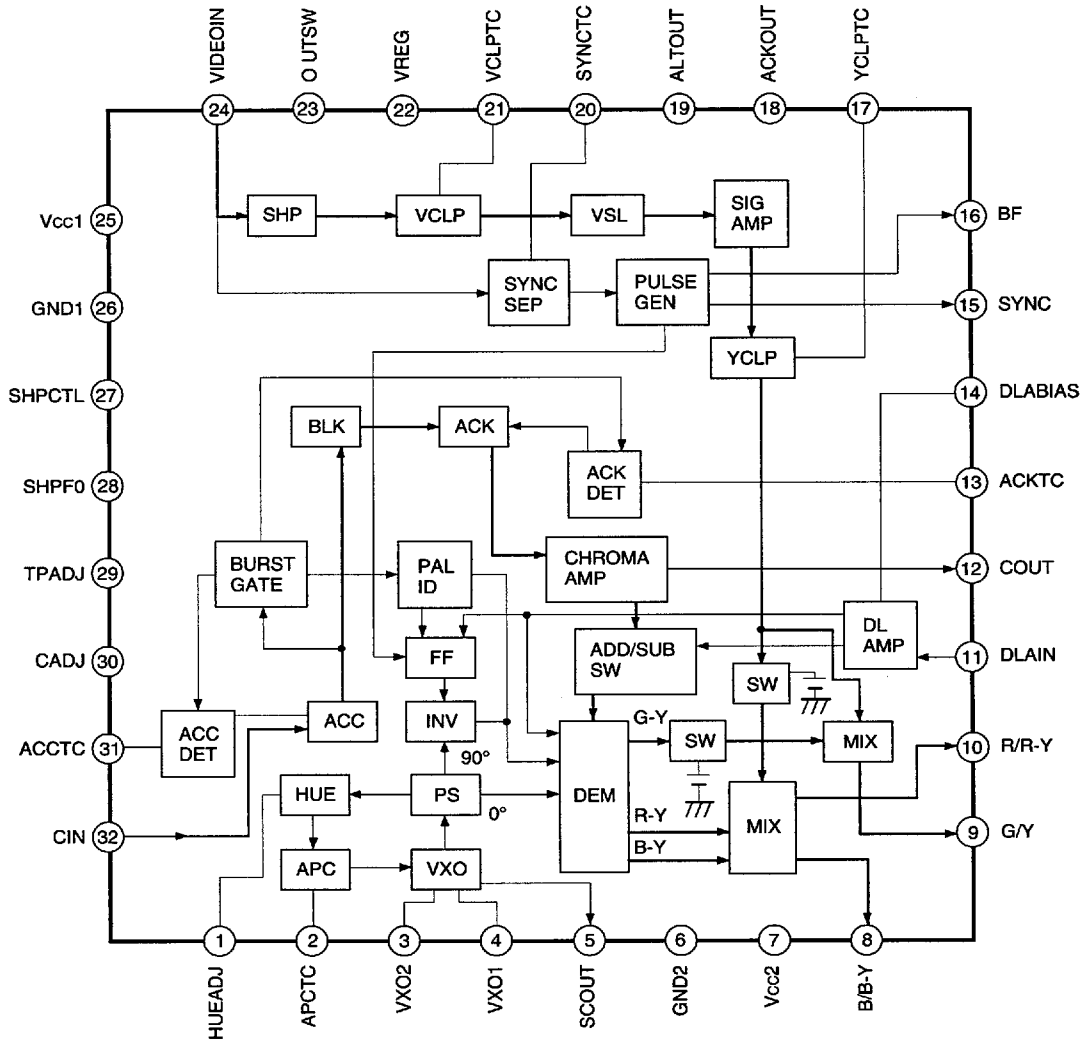 VIDEOIN
O UTSW
VREG
VCLPTC
SYNCTC
ALTOUT
ACKOUT
YCLPTC
24
23
22
21
20
19
18
17
SHP
VCLP
VSL
SIG
AMP
Vcc1 25
16 BF
SYNC
SEP
PULSE
GEN
GND1 26
15 SYNC
YCLP
SHPCTL 27
14 DLABIAS
BLK
ACK
ACK
DET
SHPF0 28
13 ACKTC
BURST
GATE
PAL
ID
CHROMA
AMP
TPADJ 29
12 COUT
FF
ADD/SUB
SW
DL
AMP
CADJ 30
11 DLAIN
SW
ACC
DET
ACC
INV
G-Y
SW
MIX
ACCTC 31
10 R/R-Y
90°
HUE
PS
0°
DEM
R-Y
MIX
CIN 32
9 G/Y
B-Y
APC
VXO
1
2
3
4
5
6
7
8
HUEADJ
APCTC
VXO2
VXO1
SCOUT
GND2
Vcc2
B/B-Y